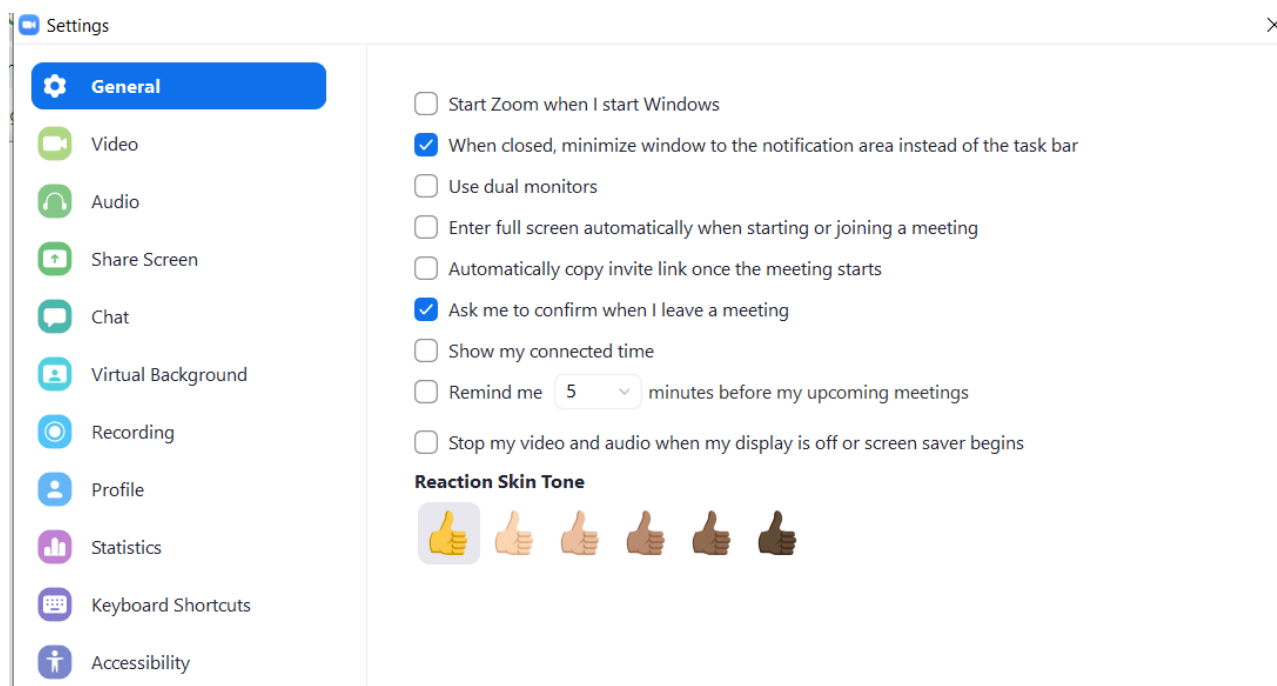 Settings
General
Video
Audio
Share Screen
Chat
Virtual Background
Recording
Profile
Statistics
Keyboard Shortcuts
Accessibility
Start Zoom when I start Windows
When closed, minimize window to the notification area instead of the task bar
Use dual monitors
Enter full screen automatically when starting or joining a meeting
Automatically copy invite link once the meeting starts
Ask me to confirm when I leave a meeting
Show my connected time
Remind me 5 minutes before my upcoming meetings
Stop my video and audio when my display is off or screen saver begins
Reaction Skin Tone